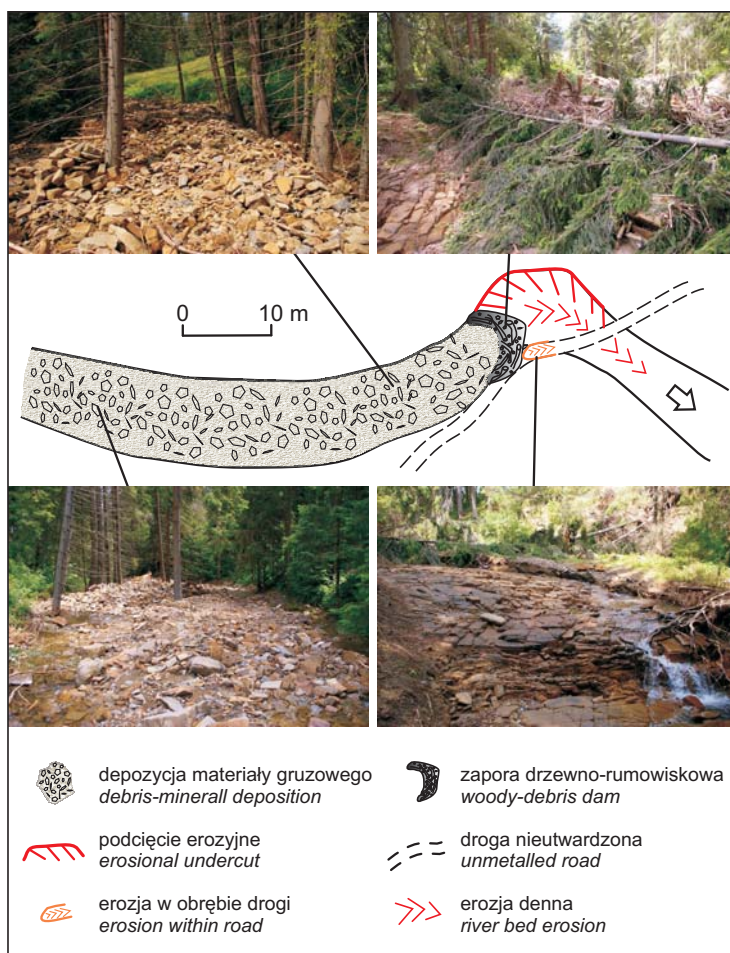 0 10 m
depozycja materiały gruzowego
debris-minerall deposition
zapora drzewno-rumowiskowa
woody-debris dam
podcięcie erozyjne
erosional undercut
droga nieutwardzona
unmetalled road
erozja w obrębie drogi
erosion within road
erozja denna
river bed erosion